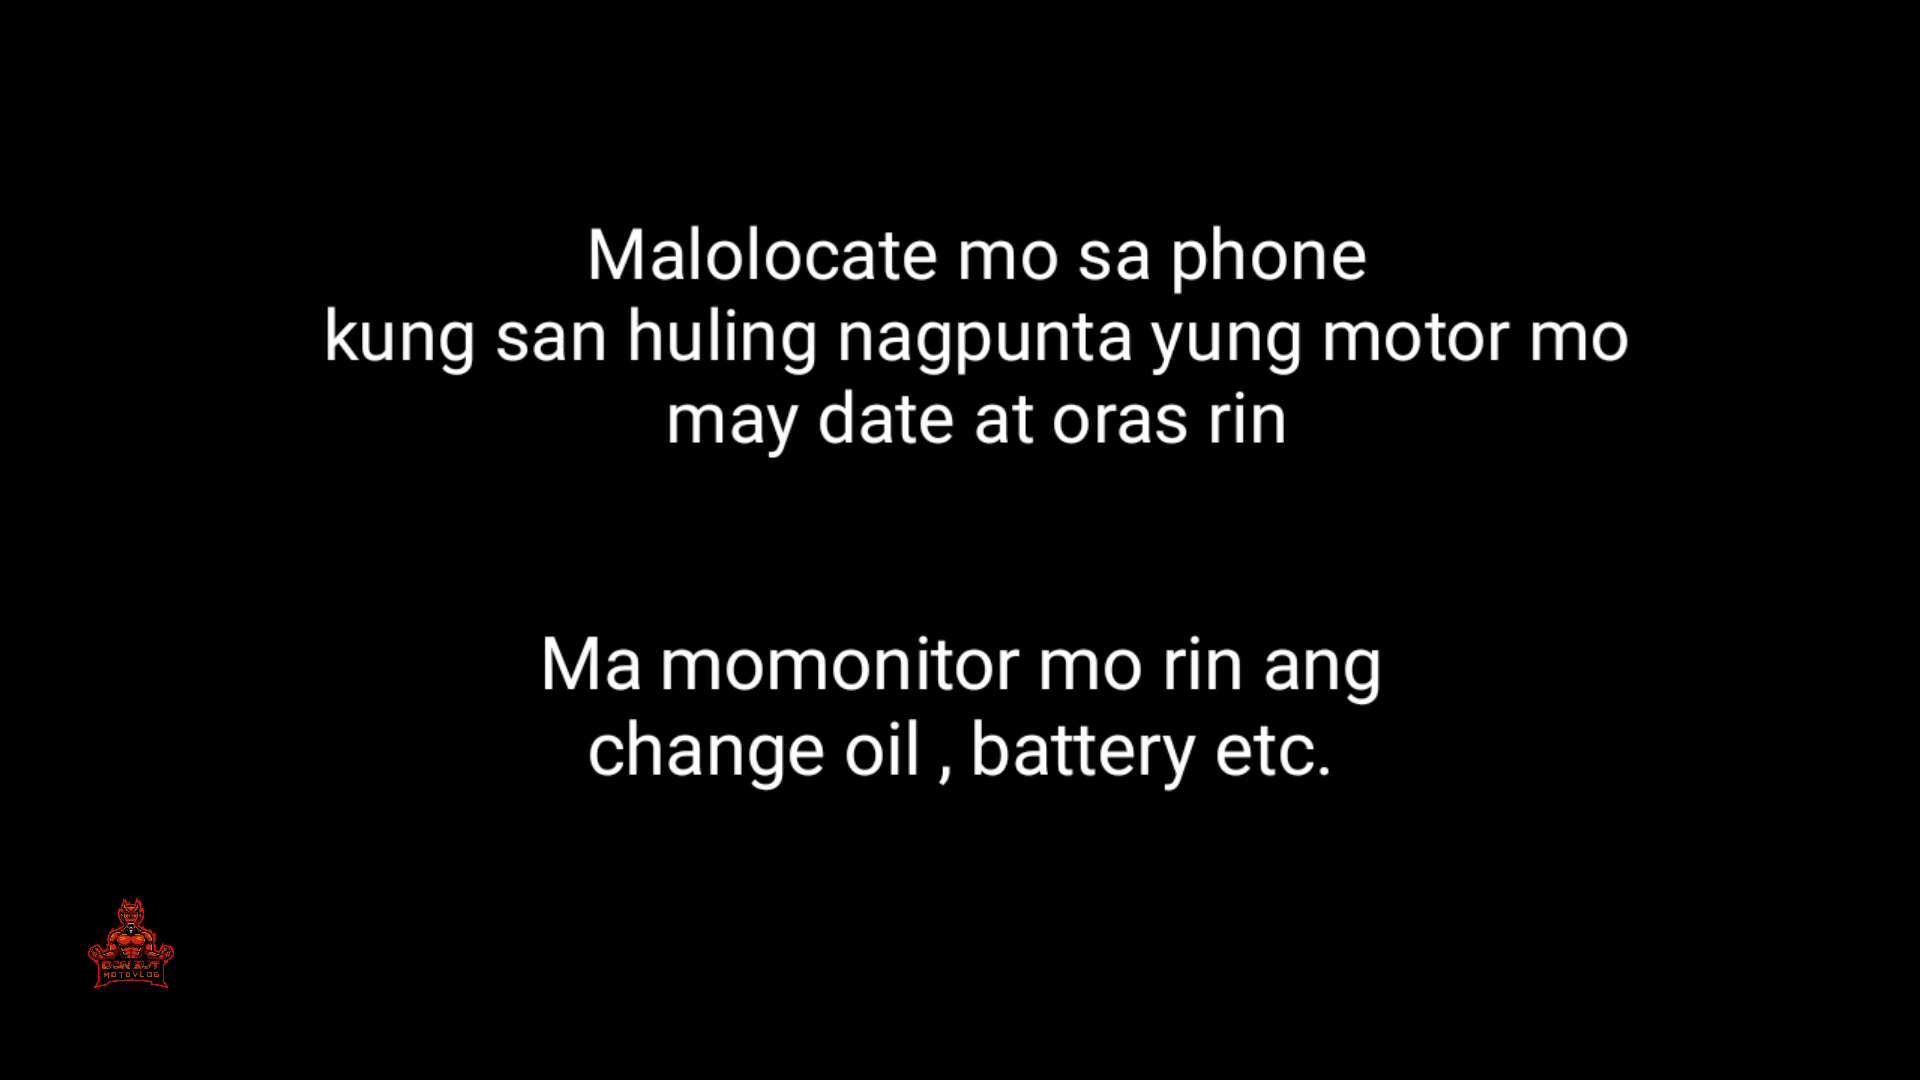 Malolocate mo sa phone
kung san huling nagpunta yung motor mo
may date at oras rin
Ma momonitor mo rin ang
change oil , battery etc.
MOTOVLOG